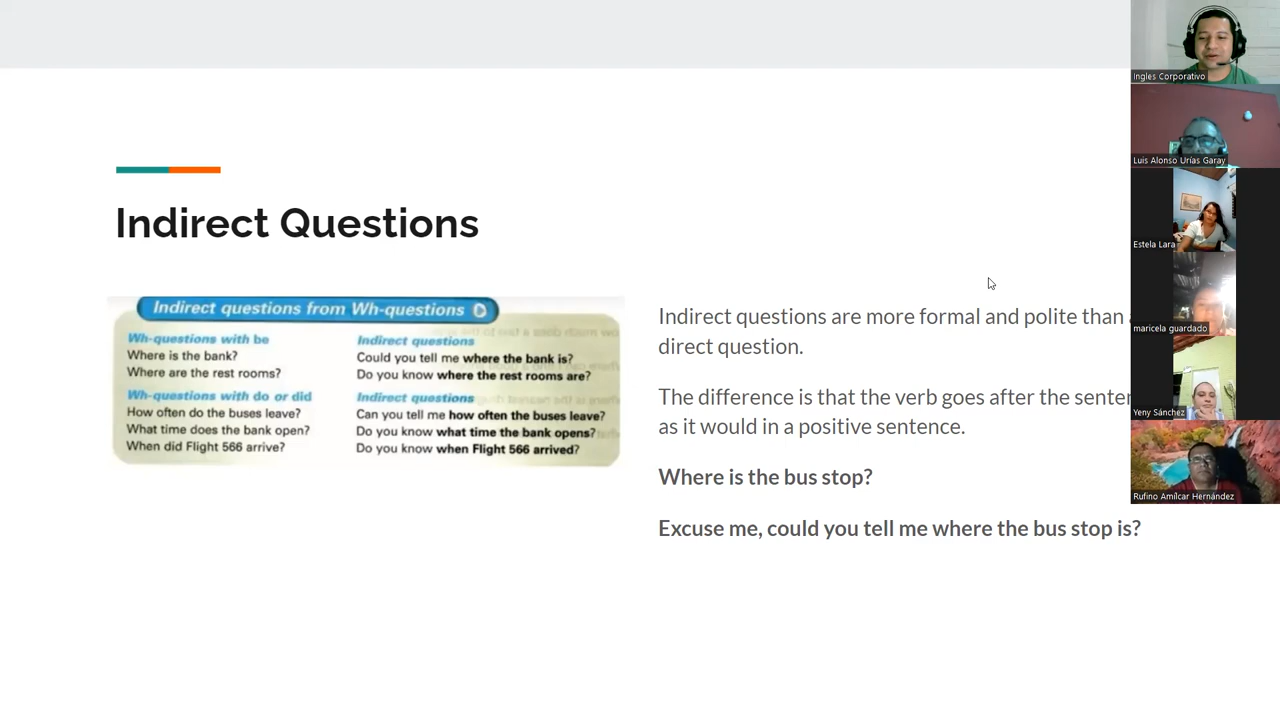 Indirect Questions
Indirect questions from Wh-questions
Wh-questions with be
Where is the bank?
Where are the rest rooms?
Wh-questions with do or did
How often do the buses leave?
What time does the bank open?
When did Flight 566 arrive?
Indirect questions
Could you tell me where the bank is?
Do you know where the rest rooms are?
Indirect questions
Can you tell me how often the buses leave?
Do you know what time the bank opens?
Do you know when Flight 566 arrived?
Indirect questions are more formal and polite than
direct question.
The difference is that the verb goes after the
as it would in a positive sentence.
Where is the bus stop?
Excuse me, could you tell me where the bus stop is?
Ingles Corporativo
Luis Alonso Urías Garay
Estela Lara
maricela guardado
Yeny Sánchez
Rufino Amílcar Hernández